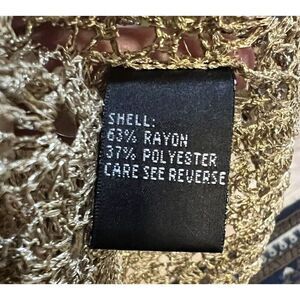 SHELL:
63% RAYON
37% POLYESTER
CARE SEE REVERSE